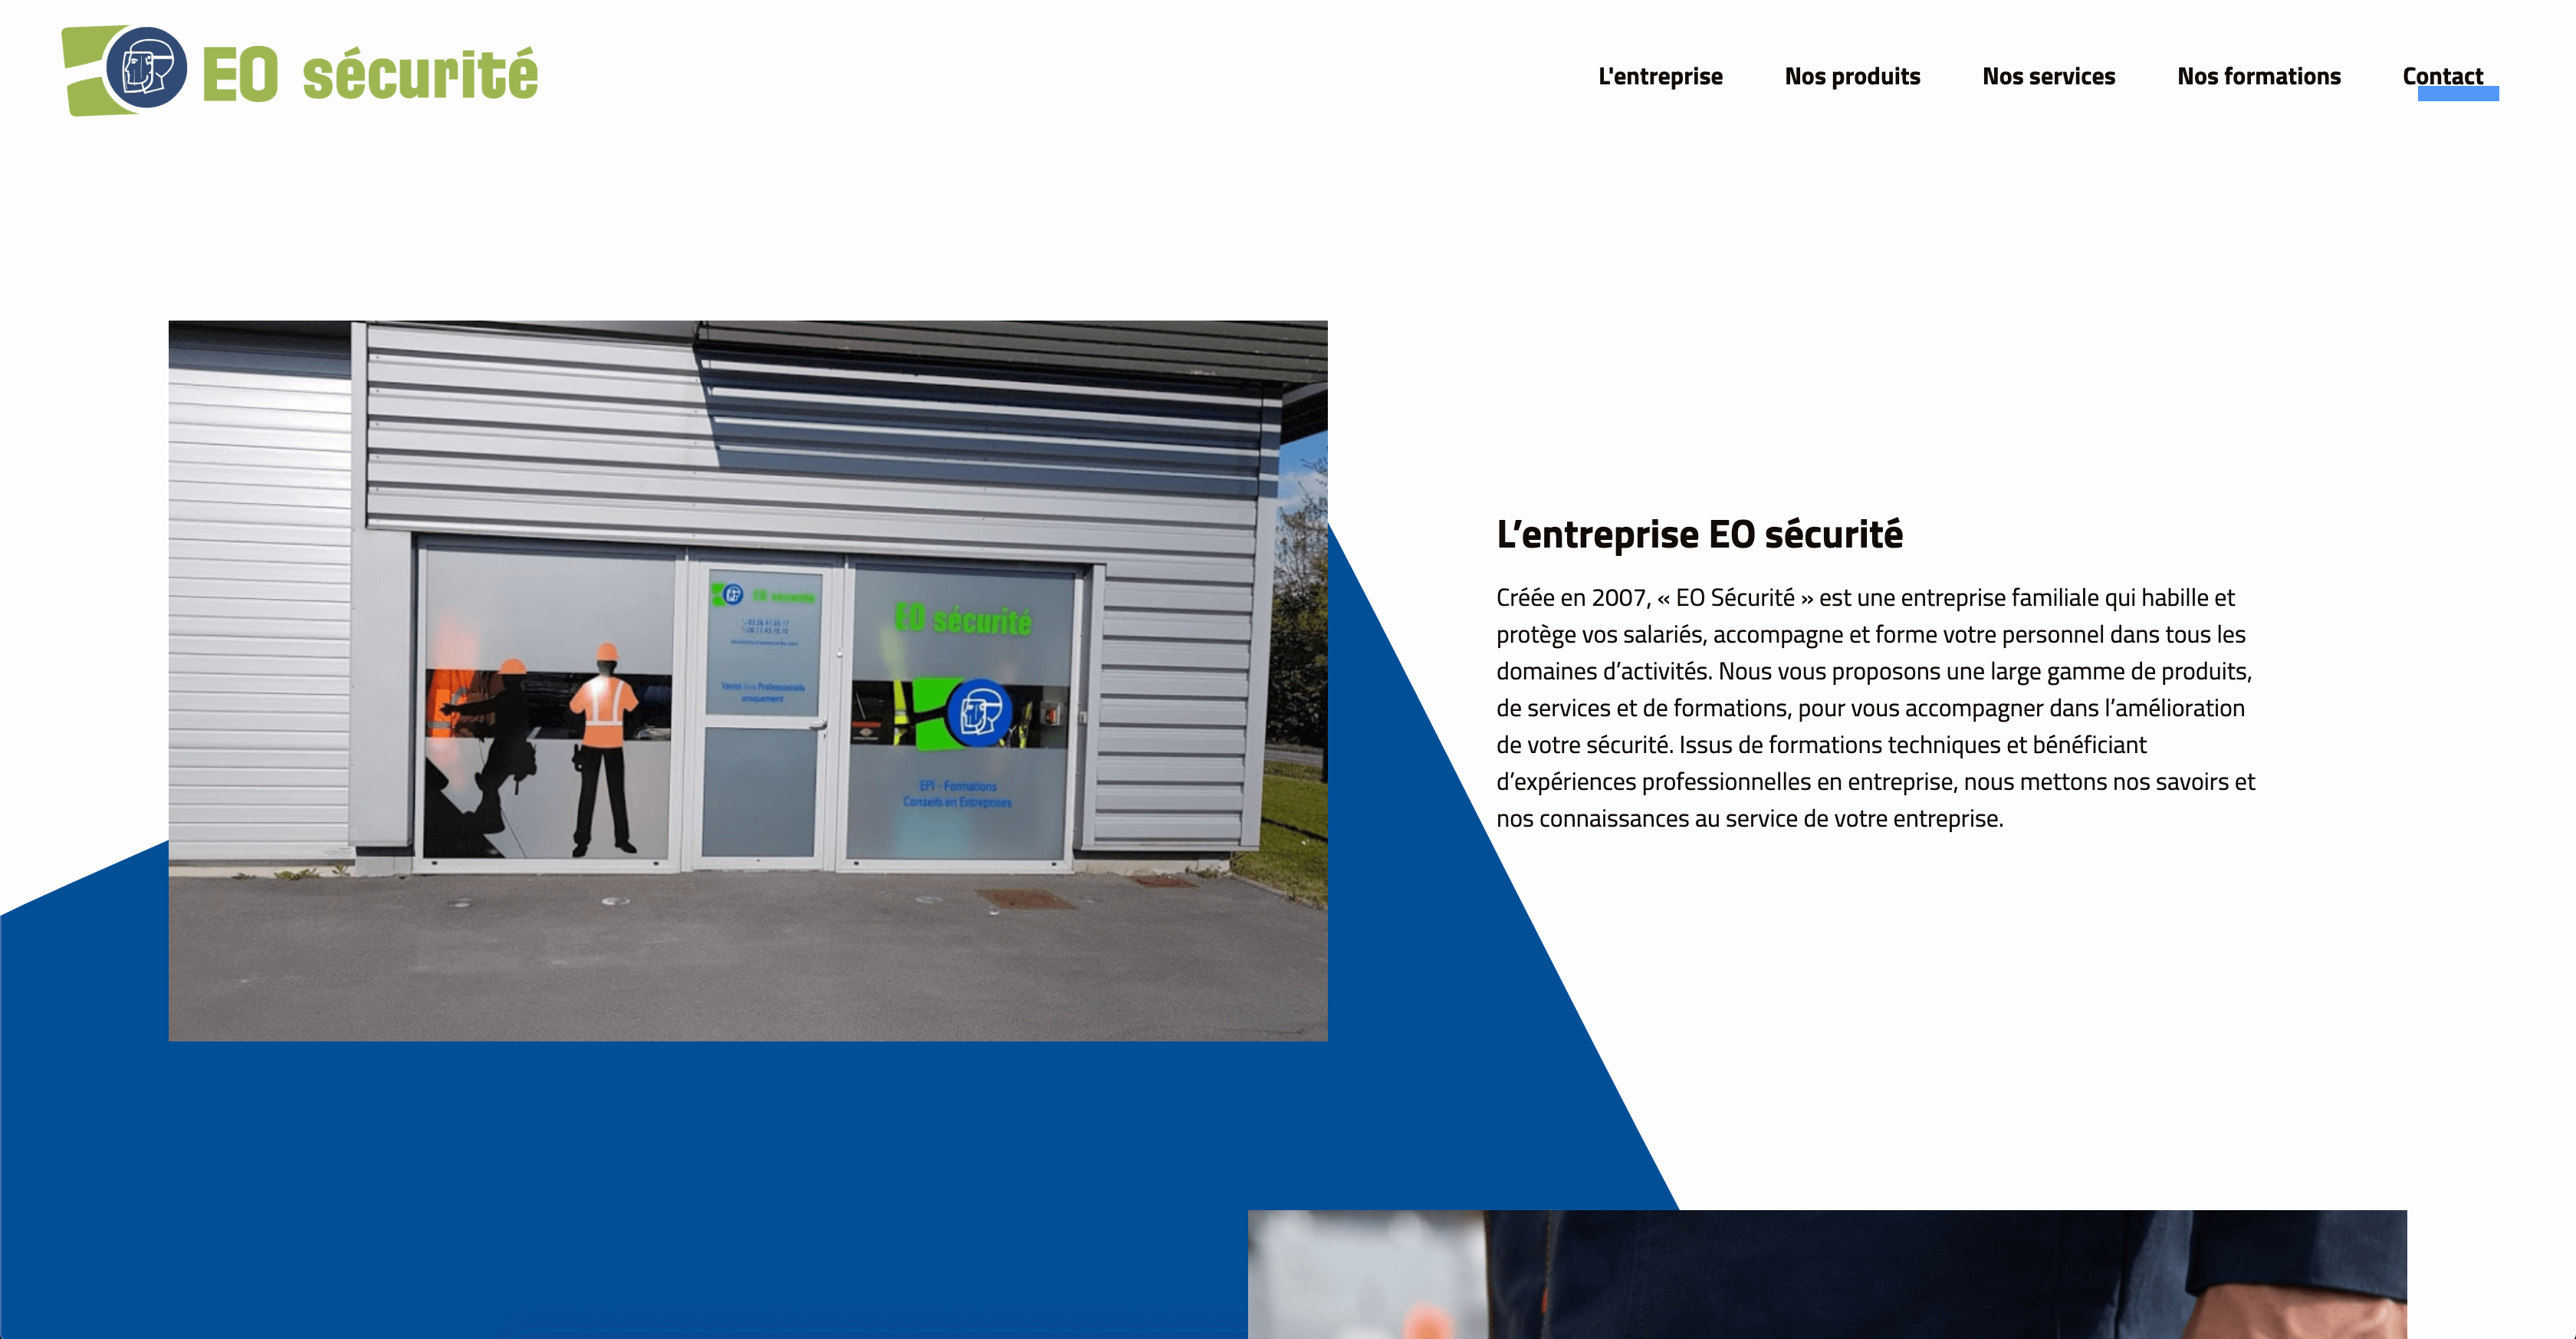 EO sécurité
L'entreprise
Nos produits
Nos services
Nos formations
Contact
EO sécurité
Vente aux Professionnels
uniquement
EO sécurité
EPI - Formations
Conseils en Entreprises
L’entreprise EO sécurité
Créée en 2007, « EO Sécurité » est une entreprise familiale qui habille et
protège vos salariés, accompagne et forme votre personnel dans tous les
domaines d’activités. Nous vous proposons une large gamme de produits,
de services et de formations, pour vous accompagner dans l’amélioration
de votre sécurité. Issus de formations techniques et bénéficiant
d’expériences professionnelles en entreprise, nous mettons nos savoirs et
nos connaissances au service de votre entreprise.